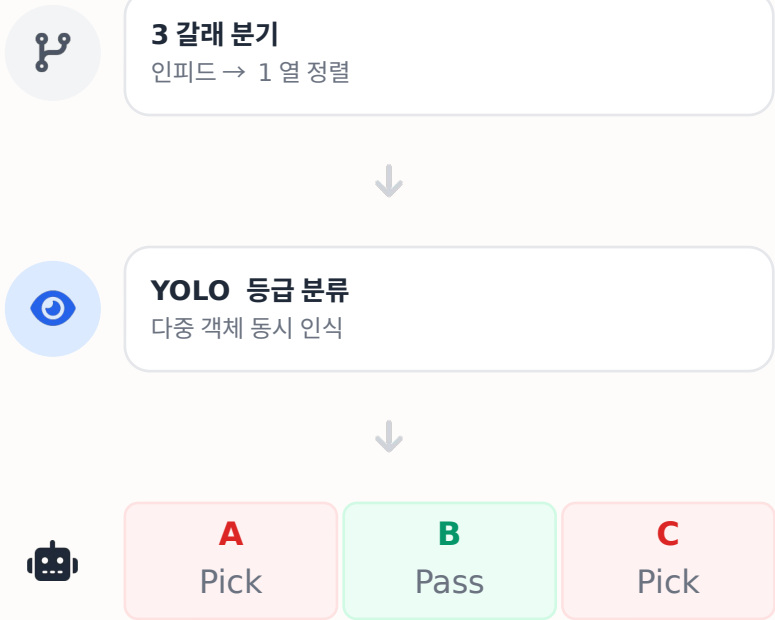 3 갈래 분기
인피드 → 1 열 정렬
YOLO 등급 분류
다중 객체 동시 인식
A B C
Pick Pass Pick